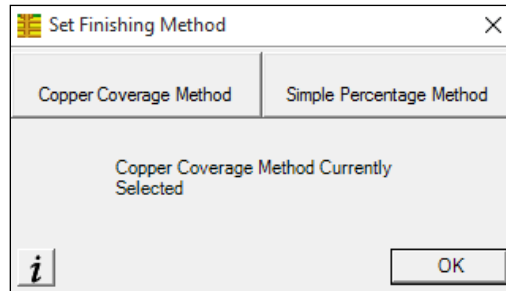 Set Finishing Method
Copper Coverage Method
Simple Percentage Method
Copper Coverage Method Currently
Selected
i
OK